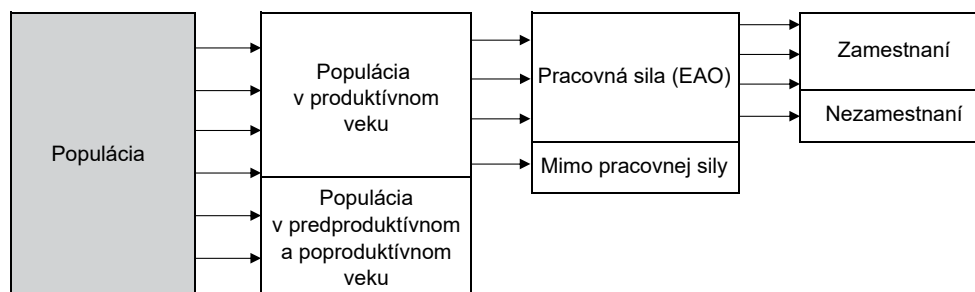 Populácia
Populácia
v produktívnom
veku
Populácia
v predproduktívnom
a poproduktívnom
veku
Pracovná sila (EAO)
Mimo pracovnej sily
Zamestnaní
Nezamestnaní